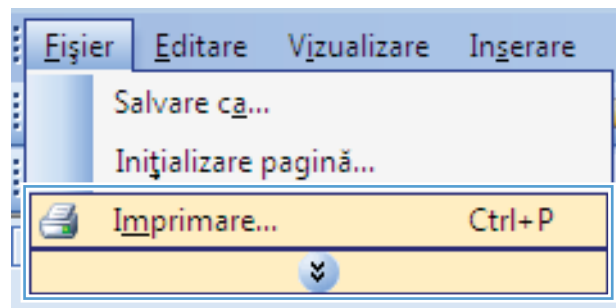 Fişier Editare Vizualizare Inserare
Salvare ca...
Iniţializare pagină...
Imprimare... Ctrl+P